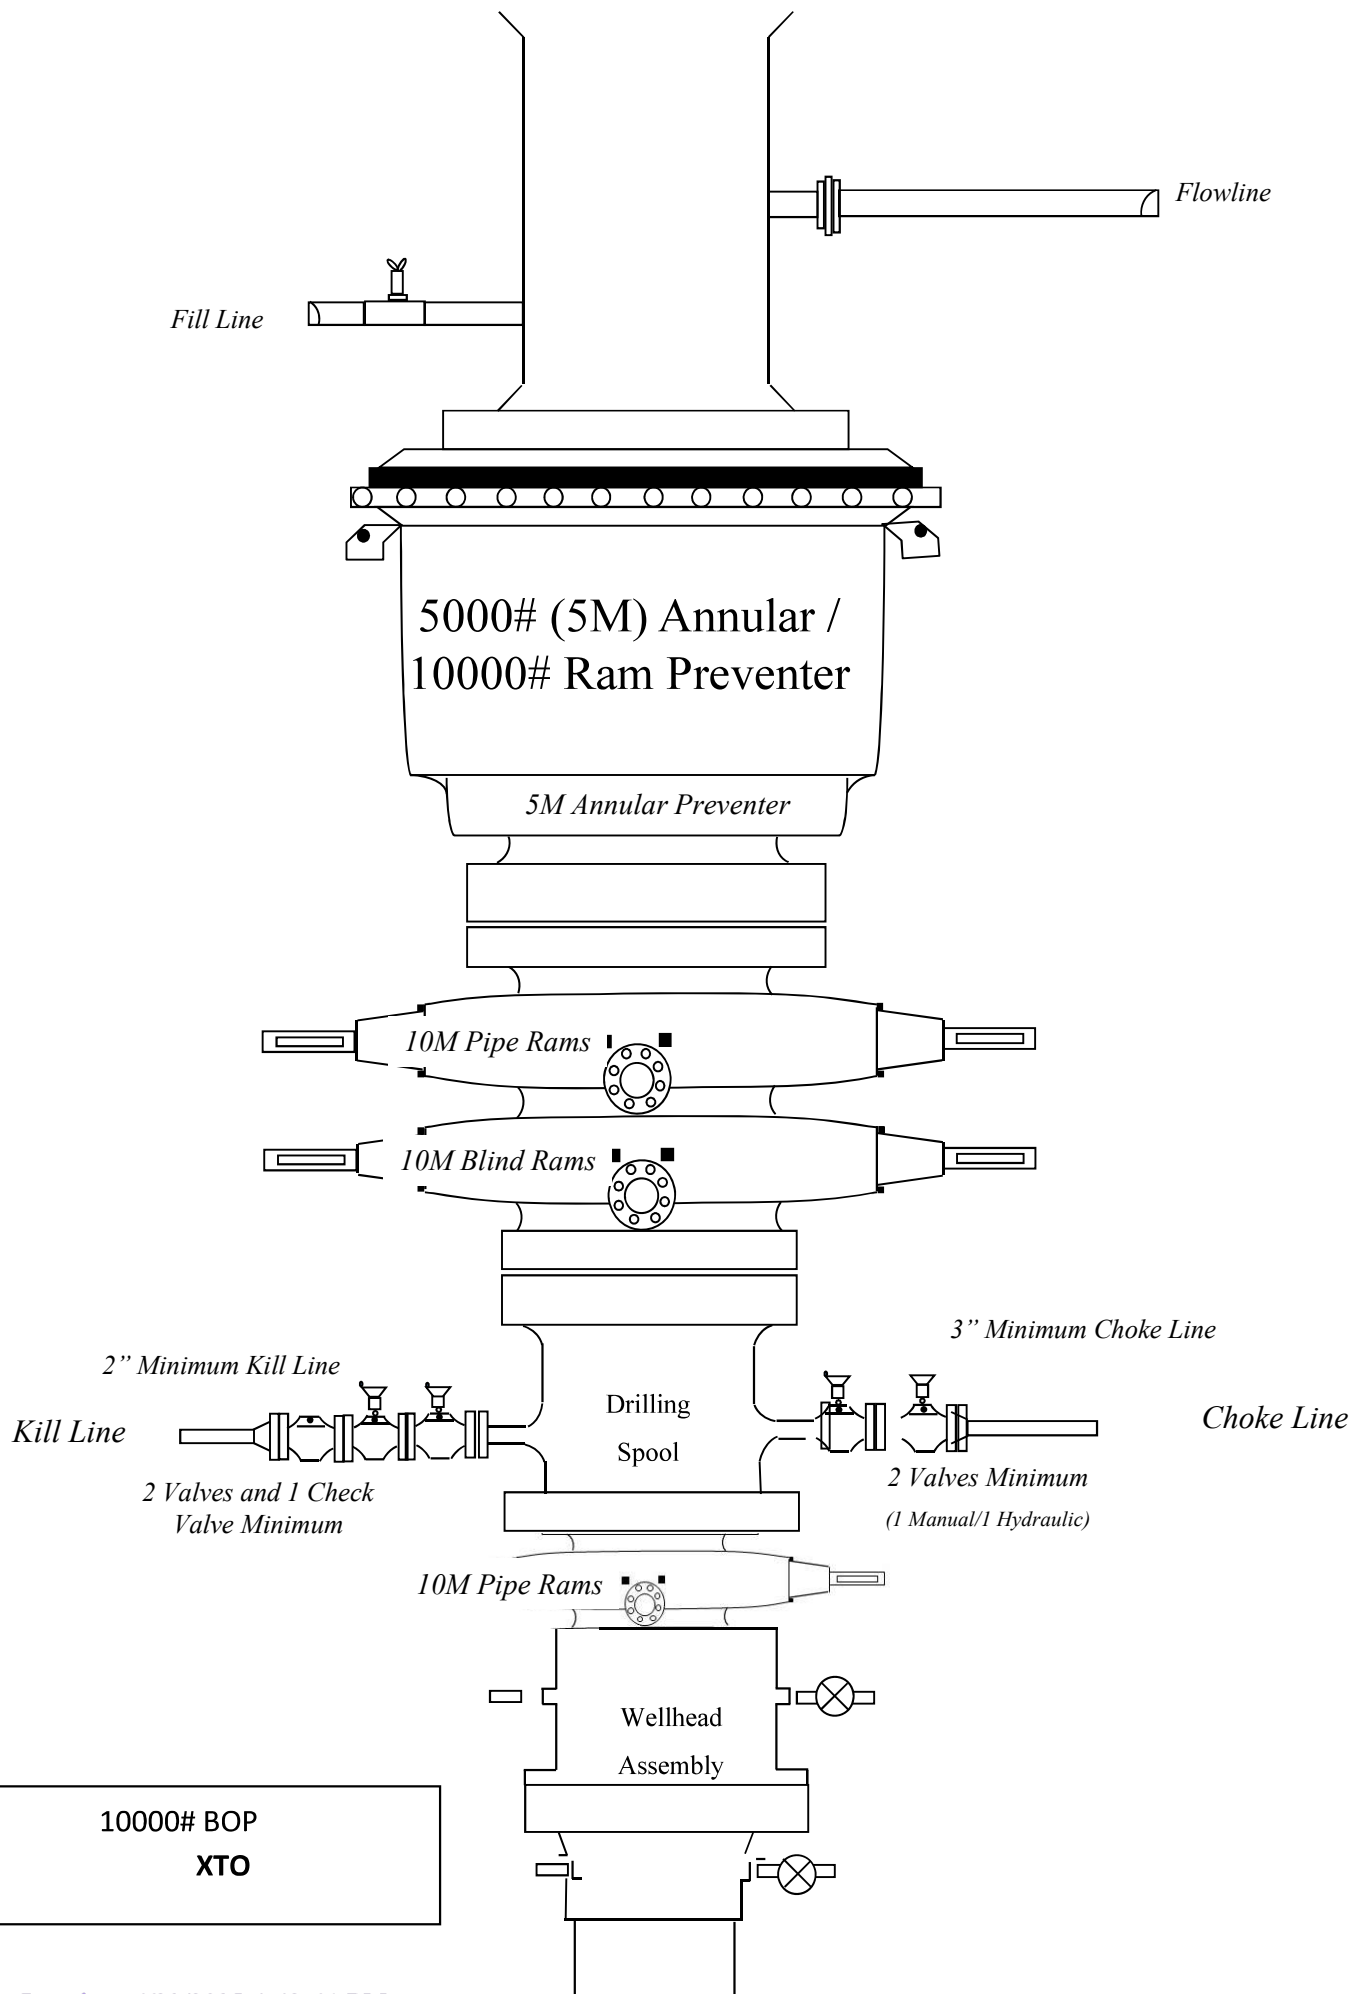 Flowline
Fill Line
5000# (5M) Annular /
10000# Ram Preventer
5M Annular Preventer
10M Pipe Rams
10M Blind Rams
3” Minimum Choke Line
2” Minimum Kill Line
Drilling
Spool
Kill Line
Choke Line
2 Valves and 1 Check
Valve Minimum
2 Valves Minimum
(1 Manual/1 Hydraulic)
10M Pipe Rams
Wellhead
Assembly
10000# BOP
XTO